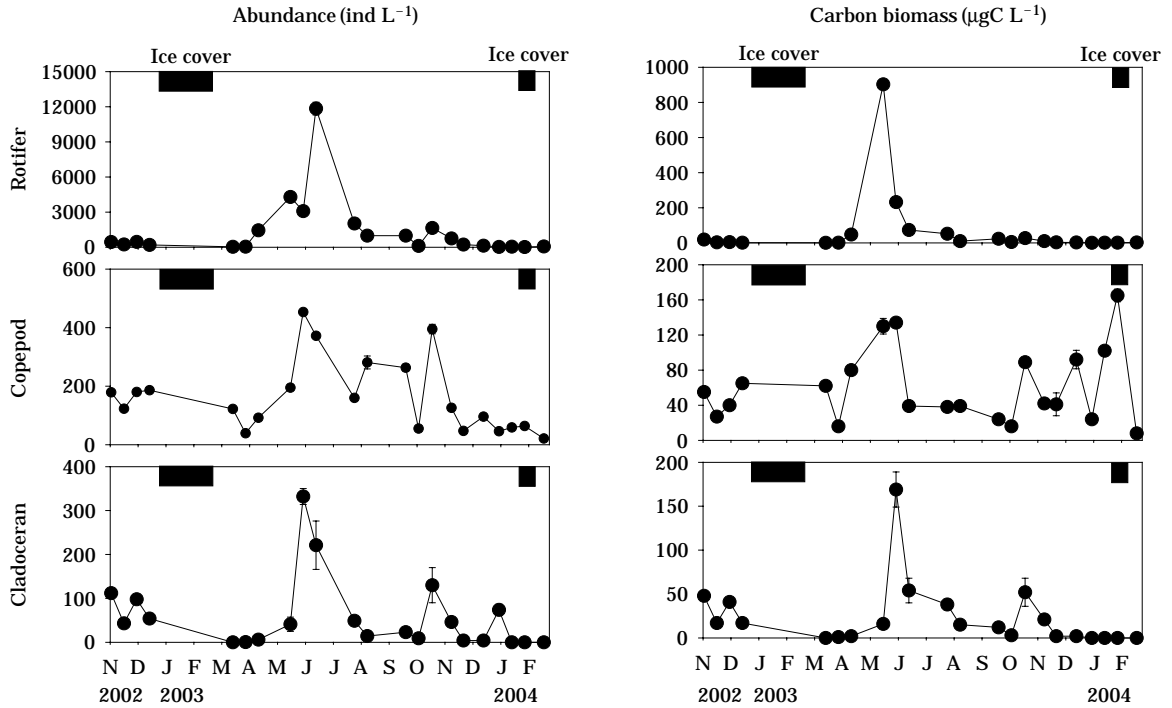 Abundance (ind L⁻¹)
Carbon biomass (µgC L⁻¹)
Ice cover
Ice cover
Ice cover
Ice cover
Rotifer
15000
12000
9000
6000
3000
0
1000
800
600
400
200
0
Copepod
600
400
200
0
200
160
120
80
40
0
Cladoceran
400
300
200
100
0
200
150
100
50
0
N D J F M A M J J A S O N D J F
2002 2003 2004
N D J F M A M J J A S O N D J F
2002 2003 2004